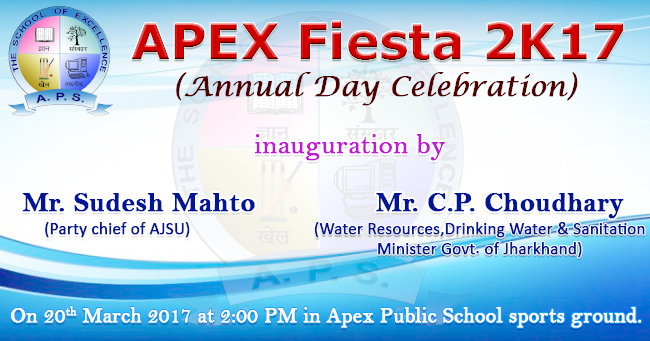 THE SCHOOL OF EXCELLENCE
ज्ञान
संस्कार
खेल
A. P. S.
APEX Fiesta 2K17
(Annual Day Celebration)
inauguration by
Mr. Sudesh Mahto
(Party chief of AJSU)
Mr. C.P. Choudhary
(Water Resources,Drinking Water & Sanitation
Minister Govt. of Jharkhand)
On 20th March 2017 at 2:00 PM in Apex Public School sports ground.